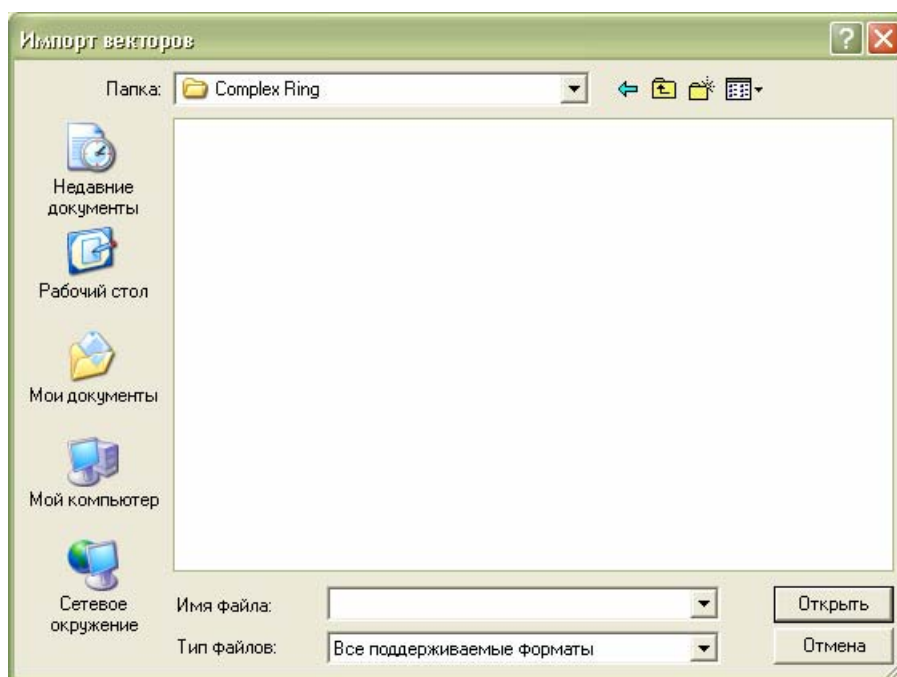 Импорт векторов
Папка: Complex Ring
Недавние
документы
Рабочий стол
Мои документы
Мой компьютер
Сетевое
окружение
Имя файла:
Открыть
Тип файлов: Все поддерживаемые форматы
Отмена